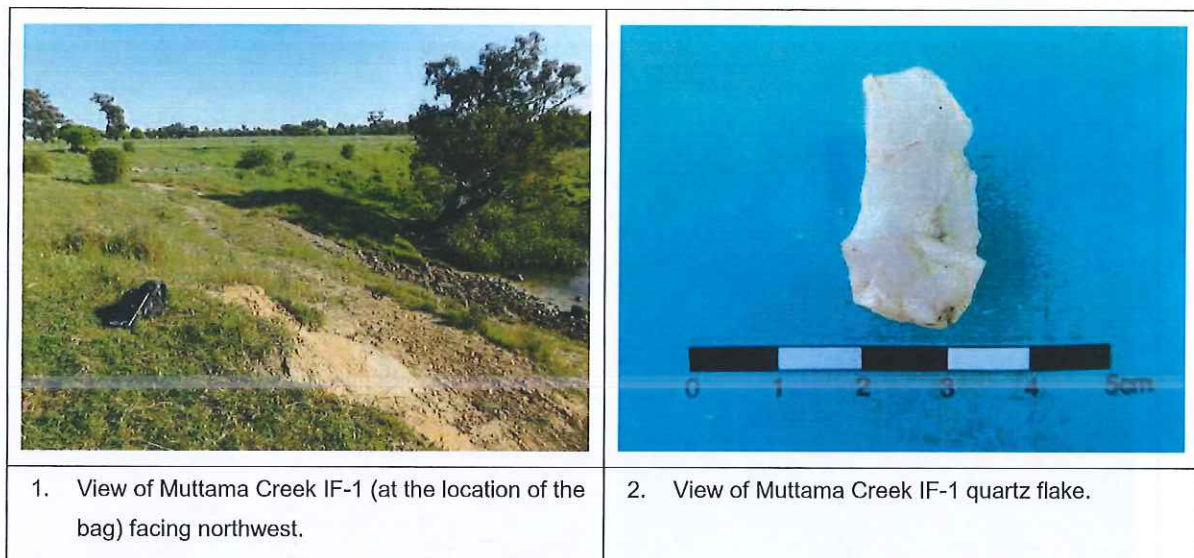 0 1 2 3 4 5cm
1. View of Muttama Creek IF-1 (at the location of the
bag) facing northwest.
2. View of Muttama Creek IF-1 quartz flake.